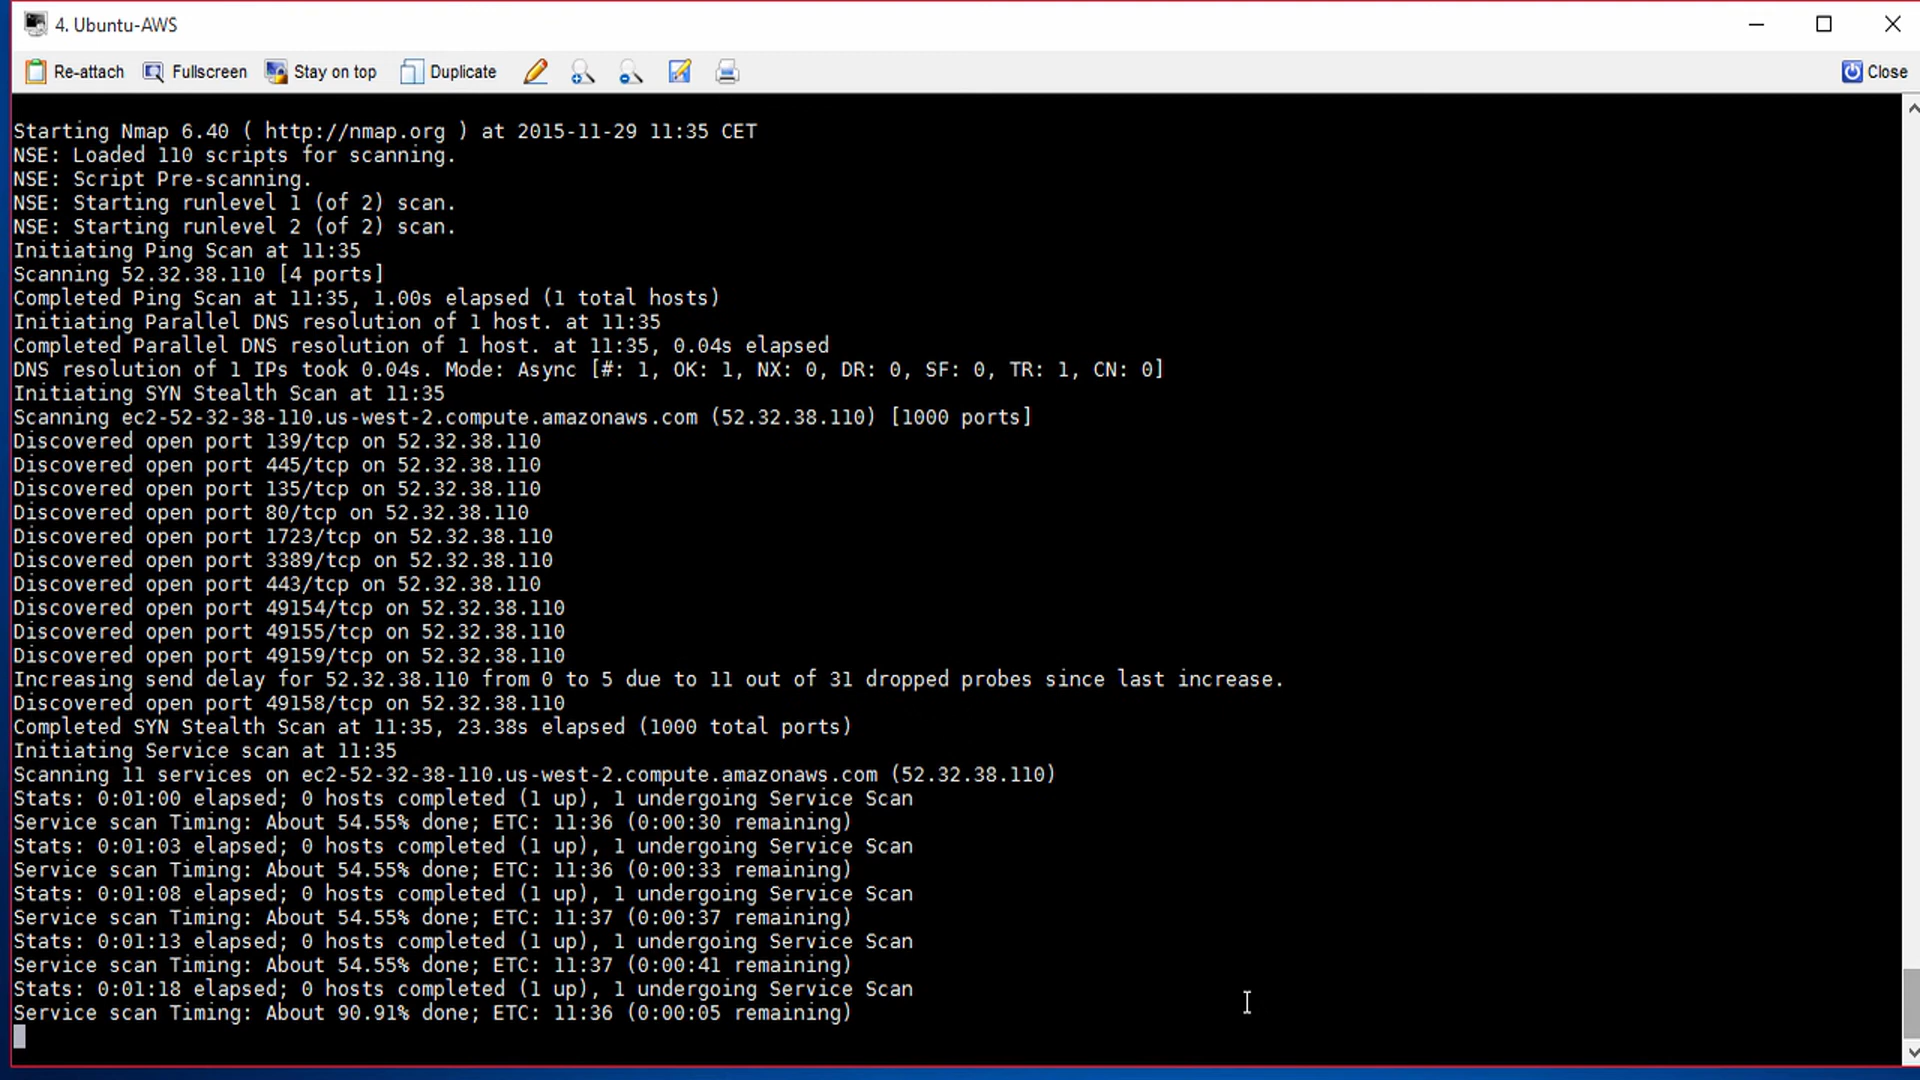 4. Ubuntu-AWS
Re-attach Fullscreen Stay on top Duplicate Close
Starting Nmap 6.40 ( http://nmap.org ) at 2015-11-29 11:35 CET
NSE: Loaded 110 scripts for scanning.
NSE: Script Pre-scanning.
NSE: Starting runlevel 1 (of 2) scan.
NSE: Starting runlevel 2 (of 2) scan.
Initiating Ping Scan at 11:35
Scanning 52.32.38.110 [4 ports]
Completed Ping Scan at 11:35, 1.00s elapsed (1 total hosts)
Initiating Parallel DNS resolution of 1 host. at 11:35
Completed Parallel DNS resolution of 1 host. at 11:35, 0.04s elapsed
DNS resolution of 1 IPs took 0.04s. Mode: Async [#: 1, OK: 1, NX: 0, DR: 0, SF: 0, TR: 1, CN: 0]
Initiating SYN Stealth Scan at 11:35
Scanning ec2-52-32-38-110.us-west-2.compute.amazonaws.com (52.32.38.110) [1000 ports]
Discovered open port 139/tcp on 52.32.38.110
Discovered open port 445/tcp on 52.32.38.110
Discovered open port 135/tcp on 52.32.38.110
Discovered open port 80/tcp on 52.32.38.110
Discovered open port 1723/tcp on 52.32.38.110
Discovered open port 3389/tcp on 52.32.38.110
Discovered open port 443/tcp on 52.32.38.110
Discovered open port 49154/tcp on 52.32.38.110
Discovered open port 49155/tcp on 52.32.38.110
Discovered open port 49159/tcp on 52.32.38.110
Increasing send delay for 52.32.38.110 from 0 to 5 due to 11 out of 31 dropped probes since last increase.
Discovered open port 49158/tcp on 52.32.38.110
Completed SYN Stealth Scan at 11:35, 23.38s elapsed (1000 total ports)
Initiating Service scan at 11:35
Scanning 11 services on ec2-52-32-38-110.us-west-2.compute.amazonaws.com (52.32.38.110)
Stats: 0:01:00 elapsed; 0 hosts completed (1 up), 1 undergoing Service Scan
Service scan Timing: About 54.55% done; ETC: 11:36 (0:00:30 remaining)
Stats: 0:01:03 elapsed; 0 hosts completed (1 up), 1 undergoing Service Scan
Service scan Timing: About 54.55% done; ETC: 11:36 (0:00:33 remaining)
Stats: 0:01:08 elapsed; 0 hosts completed (1 up), 1 undergoing Service Scan
Service scan Timing: About 54.55% done; ETC: 11:37 (0:00:37 remaining)
Stats: 0:01:13 elapsed; 0 hosts completed (1 up), 1 undergoing Service Scan
Service scan Timing: About 54.55% done; ETC: 11:37 (0:00:41 remaining)
Stats: 0:01:18 elapsed; 0 hosts completed (1 up), 1 undergoing Service Scan
Service scan Timing: About 90.91% done; ETC: 11:36 (0:00:05 remaining)